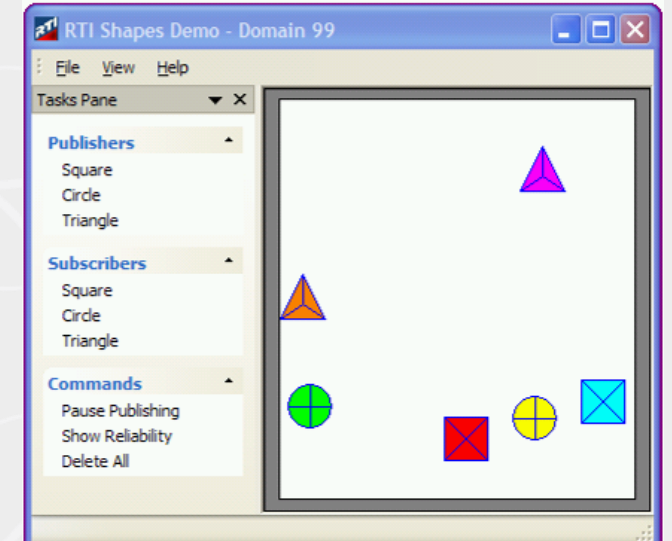 RTI Shapes Demo - Domain 99
File View Help
Tasks Pane
Publishers
Square
Circle
Triangle
Subscribers
Square
Circle
Triangle
Commands
Pause Publishing
Show Reliability
Delete All